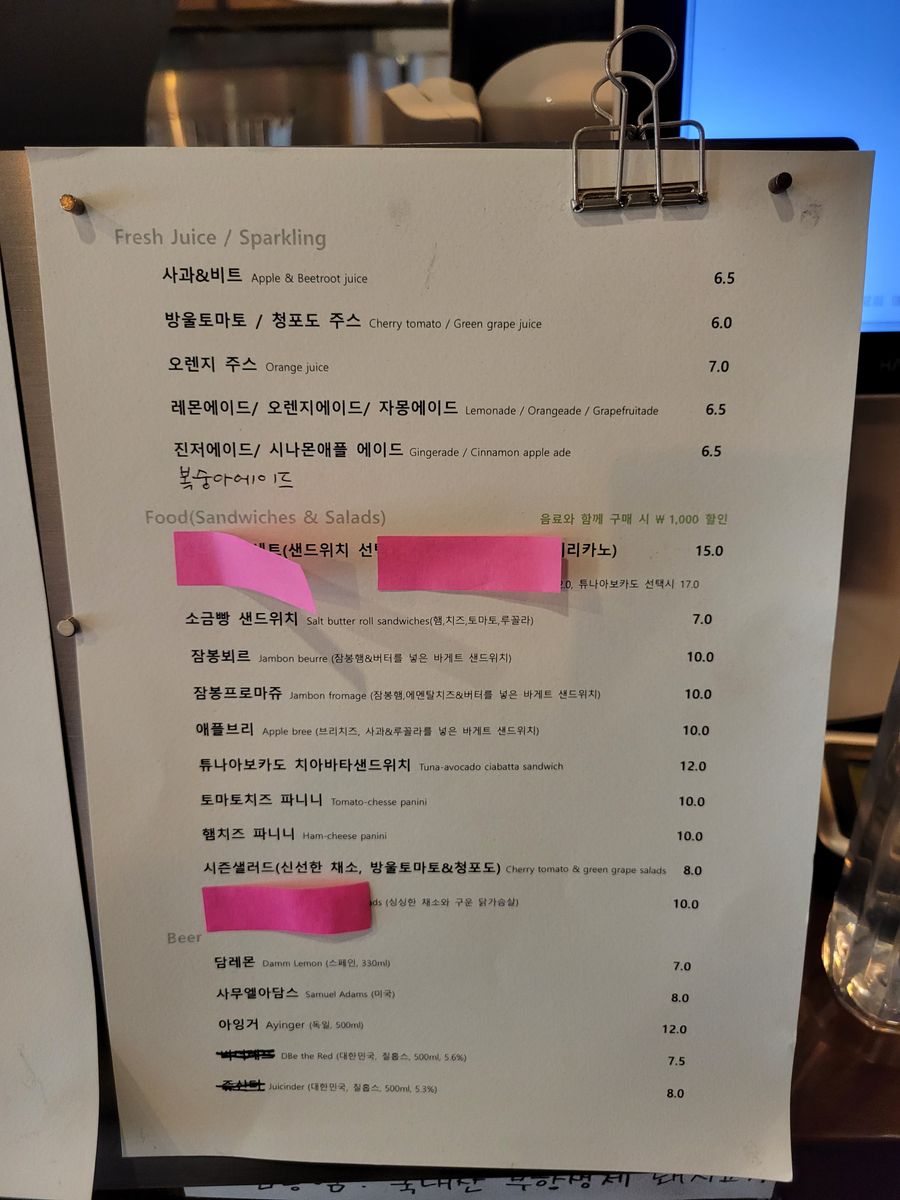 Fresh Juice / Sparkling
사과&비트 Apple & Beetroot juice 6.5
방울토마토 / 청포도 주스 Cherry tomato / Green grape juice 6.0
오렌지 주스 Orange juice 7.0
레몬에이드/ 오렌지에이드/ 자몽에이드 Lemonade / Orangeade / Grapefruitade 6.5
진저에이드/ 시나몬애플 에이드 Gingerade / Cinnamon apple ade 6.5
복숭아에이드
Food(Sandwiches & Salads) 음료와 함께 구매 시 ₩ 1,000 할인
세트(샌드위치 리카노) 15.0
튜나아보카도 선택시 17.0
소금빵 샌드위치 Salt butter roll sandwiches(햄,치즈,토마토,루꼴라) 7.0
잠봉뵈르 Jambon beurre (잠봉햄&버터를 넣은 바게트 샌드위치) 10.0
잠봉프로마쥬 Jambon fromage (잠봉햄,에멘탈치즈&버터를 넣은 바게트 샌드위치) 10.0
애플브리 Apple bree (브리치즈, 사과&루꼴라를 넣은 바게트 샌드위치) 10.0
튜나아보카도 치아바타샌드위치 Tuna-avocado ciabatta sandwich 12.0
토마토치즈 파니니 Tomato-chesse panini 10.0
햄치즈 파니니 Ham-cheese panini 10.0
시즌샐러드(신선한 채소, 방울토마토&청포도) Cherry tomato & green grape salads 8.0
ads (싱싱한 채소와 구운 닭가슴살) 10.0
Beer
담레몬 Damm Lemon (스페인, 330ml) 7.0
사무엘아담스 Samuel Adams (미국) 8.0
아잉거 Ayinger (독일, 500ml) 12.0
DBe the Red (대한민국, 칠홉스, 500ml, 5.6%) 7.5
Juicinder (대한민국, 칠홉스, 500ml, 5.3%) 8.0